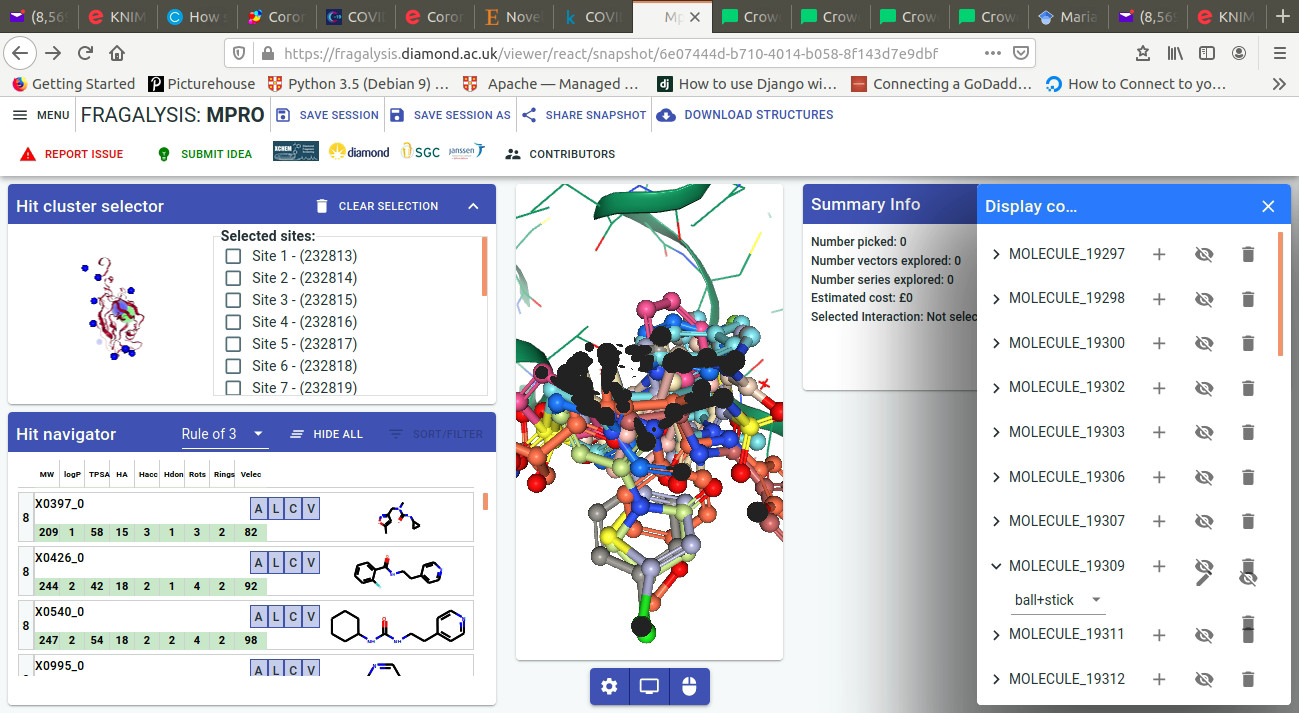 (8,56
KNIM
How
Coror
COVI
Coror
Nove
COVI
Mp
Crow
Crow
Crow
Crow
Maria
(8,56
KNIM
https://fragalysis.diamond.ac.uk/viewer/react/snapshot/6e07444d-b710-4014-b058-8f143d7e9dbf
Getting Started
Picturehouse
Python 3.5 (Debian 9) ...
Apache — Managed ...
How to use Django wi...
Connecting a GoDadd...
How to Connect to yo...
MENU
FRAGALYSIS: MPRO
SAVE SESSION
SAVE SESSION AS
SHARE SNAPSHOT
DOWNLOAD STRUCTURES
REPORT ISSUE
SUBMIT IDEA
XCHEM
diamond
SGC
janssen
CONTRIBUTORS
Hit cluster selector
CLEAR SELECTION
Selected sites:
Site 1 - (232813)
Site 2 - (232814)
Site 3 - (232815)
Site 4 - (232816)
Site 5 - (232817)
Site 6 - (232818)
Site 7 - (232819)
Hit navigator
Rule of 3
HIDE ALL
SORT/FILTER
MW logP TPSA HA Hacc Hdon Rots Rings Velec
X0397_0
8
A L C V
209 1 58 15 3 1 3 2 82
X0426_0
8
A L C V
244 2 42 18 2 1 4 2 92
X0540_0
8
A L C V
247 2 54 18 2 2 4 2 98
X0995_0
A L C V
Summary Info
Number picked: 0
Number vectors explored: 0
Number series explored: 0
Estimated cost: £0
Selected Interaction: Not selec
Display co...
MOLECULE_19297
MOLECULE_19298
MOLECULE_19300
MOLECULE_19302
MOLECULE_19303
MOLECULE_19306
MOLECULE_19307
MOLECULE_19309
ball+stick
MOLECULE_19311
MOLECULE_19312